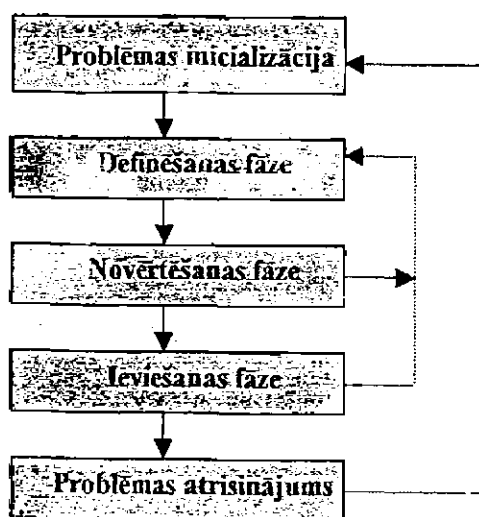 Problēmas inicializācija
Definēšanas fāze
Novērtēšanas fāze
Ieviešanas fāze
Problēmas atrisinājums